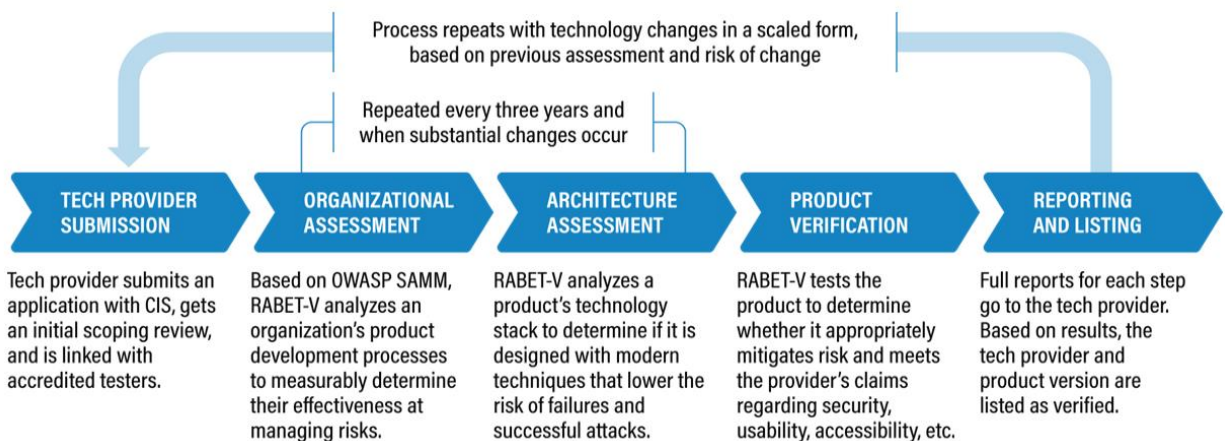 Process repeats with technology changes in a scaled form,
based on previous assessment and risk of change
Repeated every three years and
when substantial changes occur
TECH PROVIDER
SUBMISSION
Tech provider submits an
application with CIS, gets
an initial scoping review,
and is linked with
accredited testers.
ORGANIZATIONAL
ASSESSMENT
Based on OWASP SAMM,
RABET-V analyzes an
organization’s product
development processes
to measurably determine
their effectiveness at
managing risks.
ARCHITECTURE
ASSESSMENT
RABET-V analyzes a
product’s technology
stack to determine if it is
designed with modern
techniques that lower the
risk of failures and
successful attacks.
PRODUCT
VERIFICATION
RABET-V tests the
product to determine
whether it appropriately
mitigates risk and meets
the provider’s claims
regarding security,
usability, accessibility, etc.
REPORTING
AND LISTING
Full reports for each step
go to the tech provider.
Based on results, the
tech provider and
product version are
listed as verified.